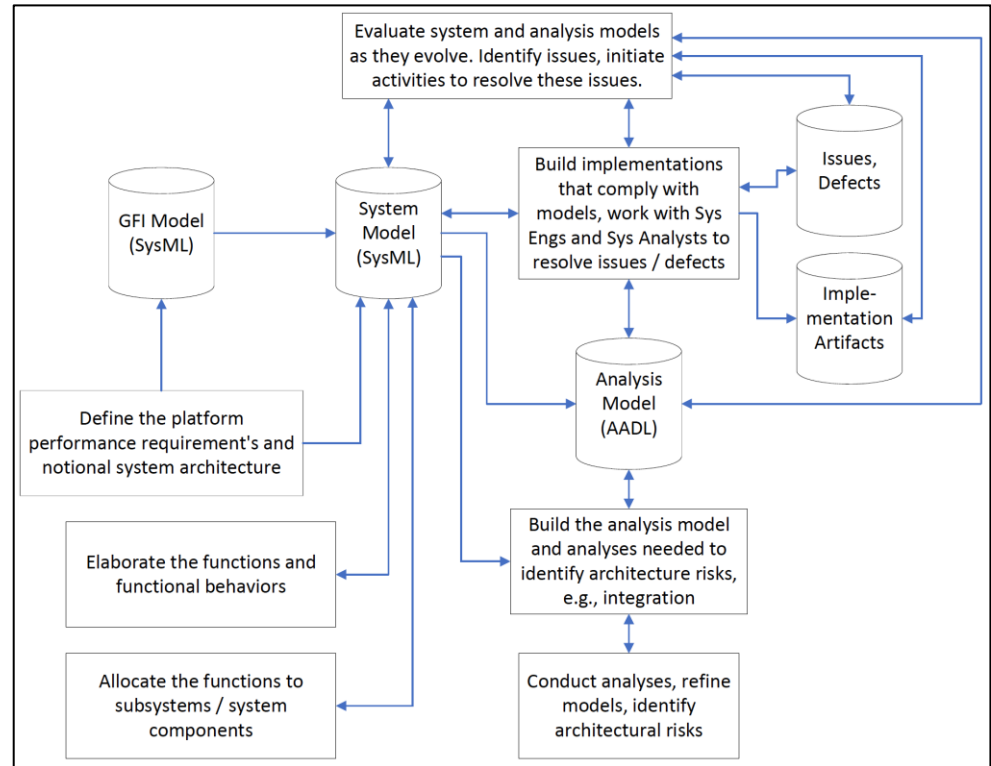 Evaluate system and analysis models
as they evolve. Identify issues, initiate
activities to resolve these issues.
GFI Model
(SysML)
System
Model
(SysML)
Build implementations
that comply with
models, work with Sys
Engs and Sys Analysts to
resolve issues / defects
Issues,
Defects
Imple-
mentation
Artifacts
Define the platform
performance requirement's and
notional system architecture
Analysis
Model
(AADL)
Elaborate the functions and
functional behaviors
Build the analysis model
and analyses needed to
identify architecture risks,
e.g., integration
Allocate the functions to
subsystems / system
components
Conduct analyses, refine
models, identify
architectural risks